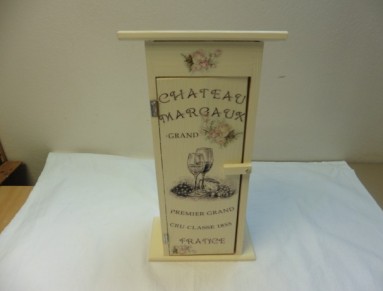 CHATEAU
MARGAUX
GRAND
PREMIER GRAND
CRU CLASSE 1855
FRANCE